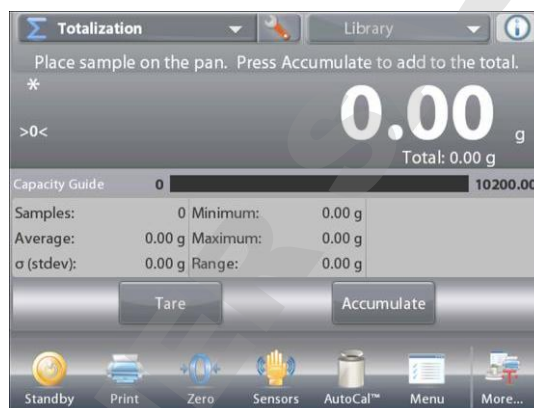 Σ Totalization Library
Place sample on the pan. Press Accumulate to add to the total.
*
0.00 g
>0<
Total: 0.00 g
Capacity Guide 0 10200.00
Samples: 0 Minimum: 0.00 g
Average: 0.00 g Maximum: 0.00 g
σ (stdev): 0.00 g Range: 0.00 g
Tare Accumulate
Standby Print Zero Sensors AutoCal™ Menu More...